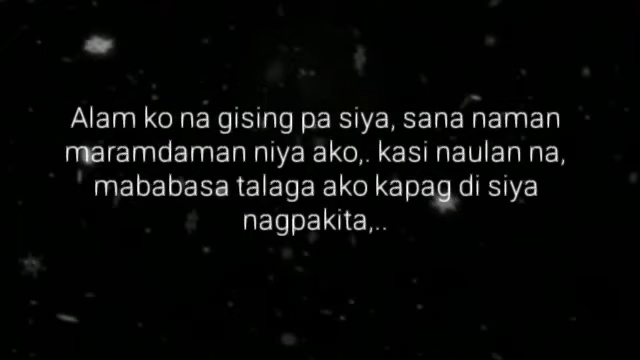 Alam ko na gising pa siya, sana naman
maramdaman niya ako,. kasi naulan na,
mababasa talaga ako kapag di siya
nagpakita,..